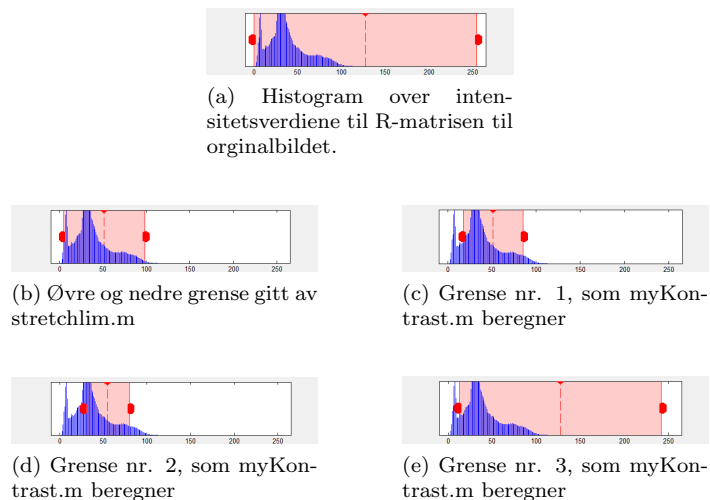 0 50 100 150 200 250
(a) Histogram over inten-
sitetsverdiene til R-matrisen til
orginalbildet.
0 50 100 150 200 250
(b) Øvre og nedre grense gitt av
stretchlim.m
0 50 100 150 200 250
(c) Grense nr. 1, som myKon-
trast.m beregner
0 50 100 150 200 250
(d) Grense nr. 2, som myKon-
trast.m beregner
0 50 100 150 200 250
(e) Grense nr. 3, som myKon-
trast.m beregner